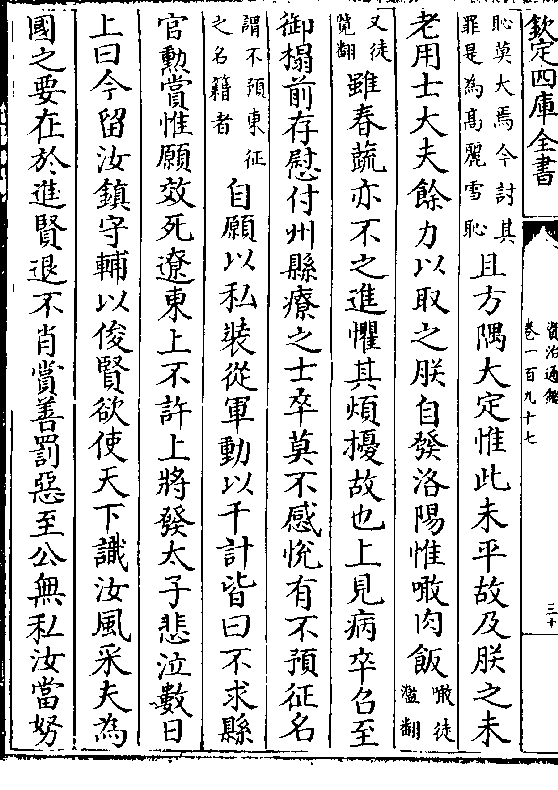 欽定四庫全書
資治通鑑
卷一百九十七
三十
恥莫大焉今討其
罪是為高麗雪恥
且方隅大定惟此未平故及朕之未
老用士大夫餘力以取之朕自發洛陽惟噉肉飯
噉徒
濫翻
又徒
覽翻
雖春蔬亦不之進懼其煩擾故也上見病卒召至
御榻前存慰付州縣療之士卒莫不感悅有不預征名
謂不預東征
之名籍者
自願以私裝從軍動以千計皆曰不求縣
官勲賞惟願效死遼東上不許上將發太子悲泣數日
上曰今留汝鎮守輔以俊賢欲使天下識汝風采夫為
國之要在於進賢退不肖賞善罰惡至公無私汝當努